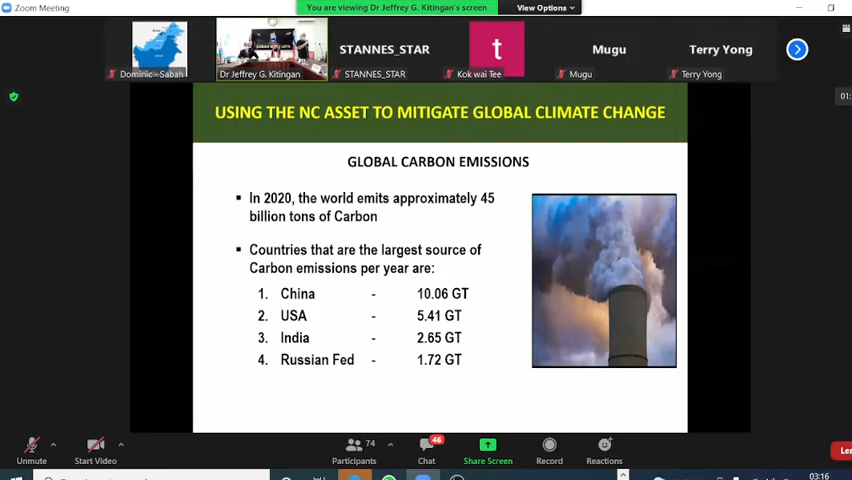 Zoom Meeting
You are viewing Dr Jeffrey G. Kitingan's screen
View Options
Dominic - Sabah
Dr Jeffrey G. Kitingan
STANNES_STAR
STANNES_STAR
t
Kok wai Tee
Mugu
Mugu
Terry Yong
Terry Yong
01:
USING THE NC ASSET TO MITIGATE GLOBAL CLIMATE CHANGE
GLOBAL CARBON EMISSIONS
▪ In 2020, the world emits approximately 45
billion tons of Carbon
▪ Countries that are the largest source of
Carbon emissions per year are:
1. China - 10.06 GT
2. USA - 5.41 GT
3. India - 2.65 GT
4. Russian Fed - 1.72 GT
Unmute
Start Video
74
Participants
46
Chat
Share Screen
Record
Reactions
Lea
03:16